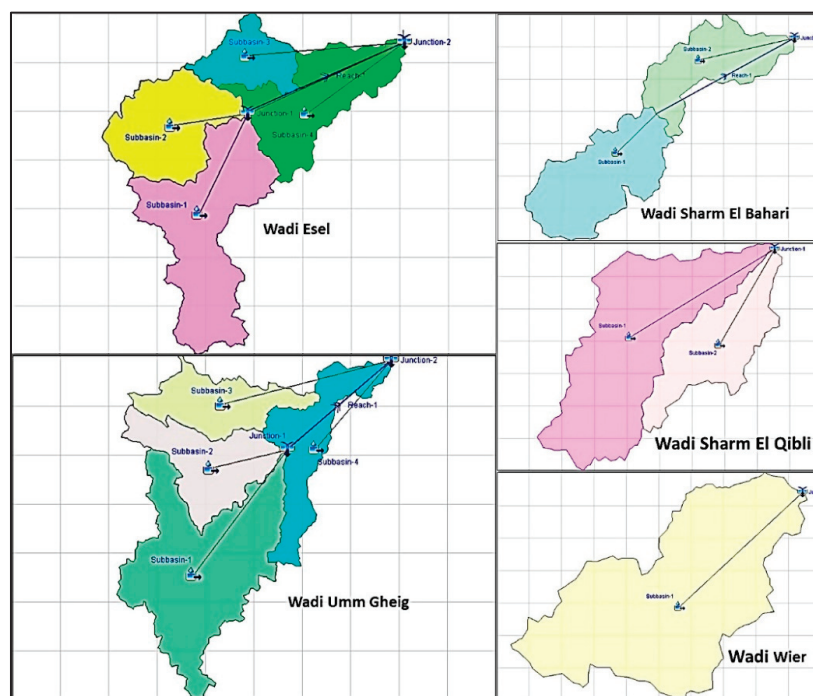 Subbasin-3
Junction-2
Reach-1
Junction-1
Subbasin-2
Subbasin-4
Subbasin-1
Wadi Esel
Subbasin-2
Reach-1
Subbasin-1
Wadi Sharm El Bahari
Subbasin-1
Subbasin-2
Wadi Sharm El Qibli
Junction-2
Subbasin-3
Reach-1
Junction-1
Subbasin-2
Subbasin-4
Subbasin-1
Wadi Umm Gheig
Subbasin-1
Wadi Wier